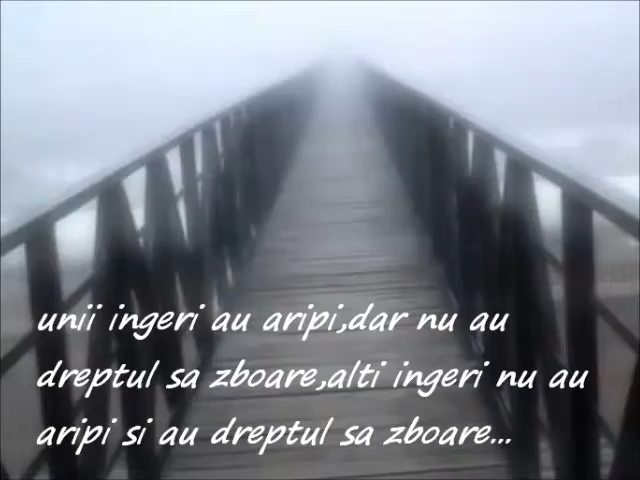 unii ingeri au aripi,dar nu au
dreptul sa zboare,alti ingeri nu au
aripi si au dreptul sa zboare...